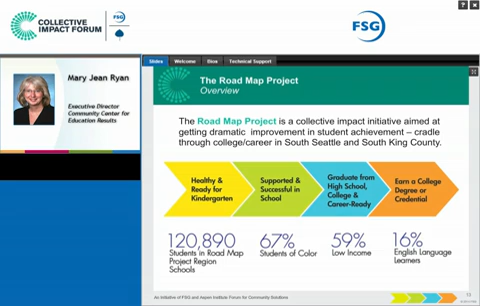 COLLECTIVE
IMPACT FORUM
FSG
FSG
? ×
Mary Jean Ryan
Executive Director
Community Center for
Education Results
Slides Welcome Bios Technical Support
The Road Map Project
Overview
The Road Map Project is a collective impact initiative aimed at
getting dramatic improvement in student achievement – cradle
through college/career in South Seattle and South King County.
Healthy &
Ready for
Kindergarten
Supported &
Successful in
School
Graduate from
High School,
College &
Career-Ready
Earn a College
Degree or
Credential
120,890
Students in Road Map
Project Region
Schools
67%
Students of Color
59%
Low Income
16%
English Language
Learners
An Initiative of FSG and Aspen Institute Forum for Community Solutions